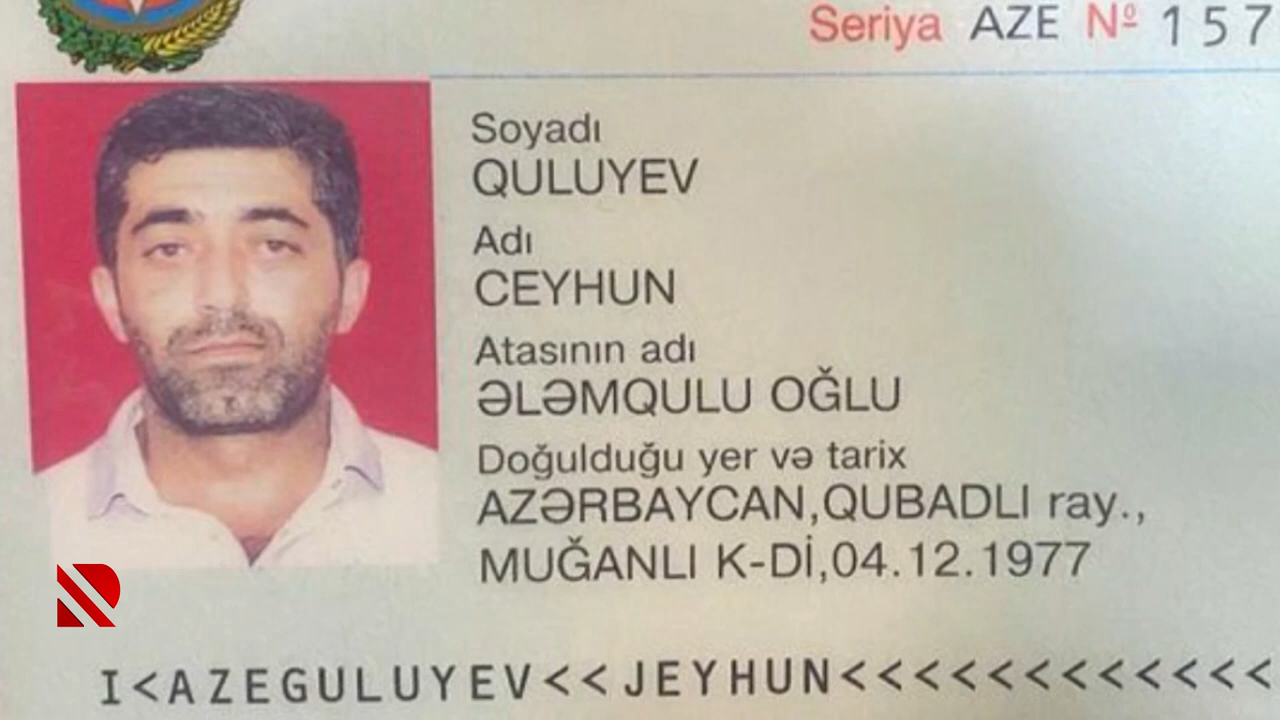 Seriya AZE № 157
Soyadı
QULUYEV
Adı
CEYHUN
Atasının adı
ƏLƏMQULU OĞLU
Doğulduğu yer və tarix
AZƏRBAYCAN,QUBADLI ray.,
MUĞANLI K-Dİ,04.12.1977
I<AZEGULUYEV<<JEYHUN<<<<<<<<<<<<